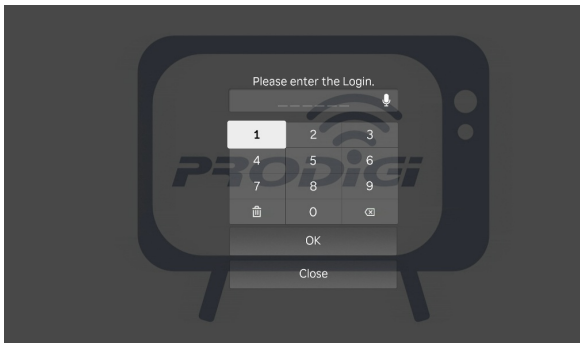 Please enter the Login.
1 2 3
4 5 6
PRODIGI
7 8 9
0
OK
Close